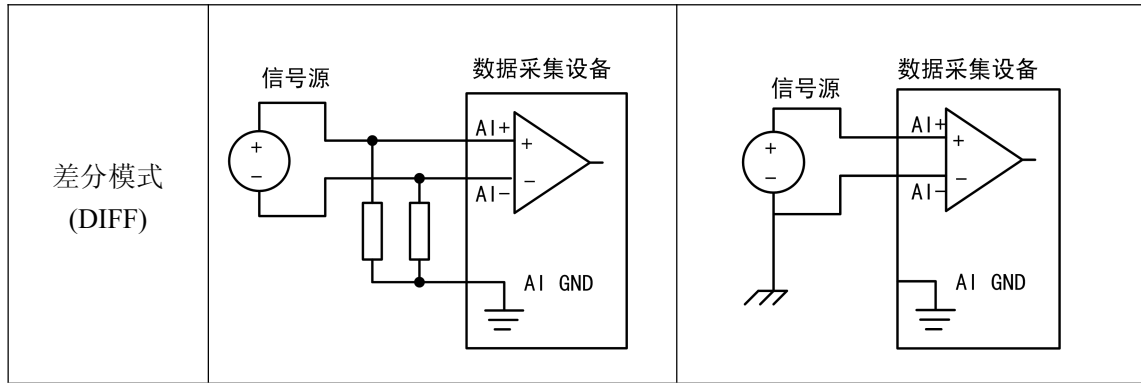 差分模式
(DIFF)
信号源
数据采集设备
+
−
AI+
AI−
+
−
AI GND
信号源
数据采集设备
+
−
AI+
AI−
+
−
AI GND